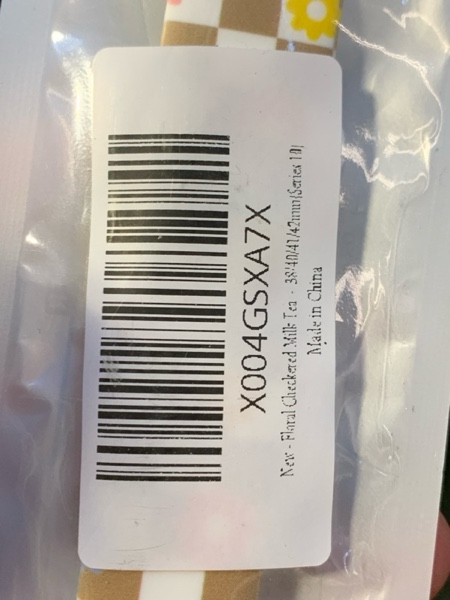 X004GSXA7X
New - Floral Checkered Milk Tea - 38/40/41/42mm(Series 10)
Made in China